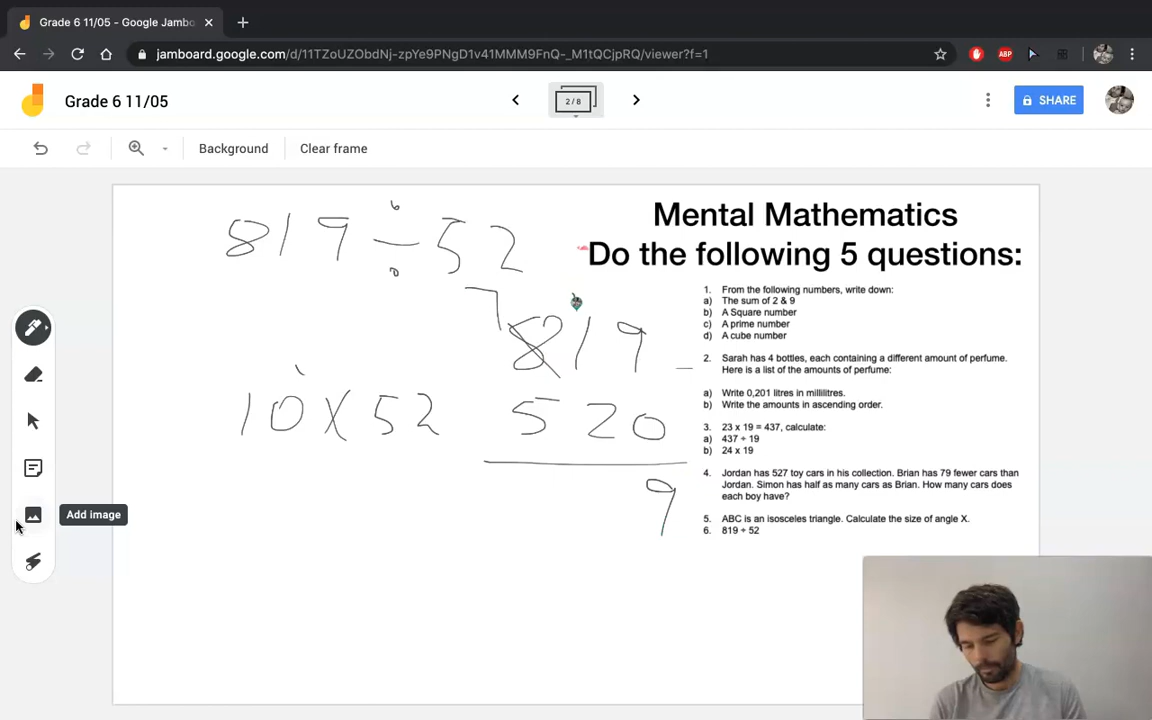 Grade 6 11/05 - Google Jambo
jamboard.google.com/d/11TZoUZObdNj-zpYe9PNgD1v41MMM9FnQ-_M1tQCjpRQ/viewer?f=1
ABP
Grade 6 11/05
2 / 8
SHARE
Background
Clear frame
819 ÷ 52
Mental Mathematics
Do the following 5 questions:
7
819 -
10 X 52 520
9
1. From the following numbers, write down:
a) The sum of 2 & 9
b) A Square number
c) A prime number
d) A cube number
2. Sarah has 4 bottles, each containing a different amount of perfume.
Here is a list of the amounts of perfume:
a) Write 0,201 litres in millilitres.
b) Write the amounts in ascending order.
3. 23 x 19 = 437, calculate:
a) 437 ÷ 19
b) 24 x 19
4. Jordan has 527 toy cars in his collection. Brian has 79 fewer cars than
Jordan. Simon has half as many cars as Brian. How many cars does
each boy have?
5. ABC is an isosceles triangle. Calculate the size of angle X.
6. 819 ÷ 52
Add image